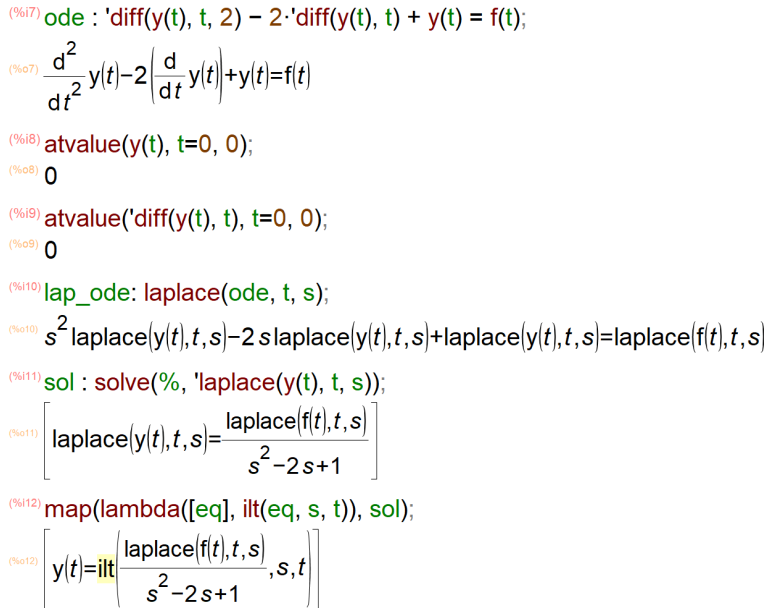 (%i7) ode : 'diff(y(t), t, 2) − 2·'diff(y(t), t) + y(t) = f(t);
(%o7) d²/dt² y(t)−2(d/dt y(t))+y(t)=f(t)
(%i8) atvalue(y(t), t=0, 0);
(%o8) 0
(%i9) atvalue('diff(y(t), t), t=0, 0);
(%o9) 0
(%i10) lap_ode: laplace(ode, t, s);
(%o10) s² laplace(y(t),t,s)−2 s laplace(y(t),t,s)+laplace(y(t),t,s)=laplace(f(t),t,s)
(%i11) sol : solve(%, 'laplace(y(t), t, s));
(%o11) [laplace(y(t),t,s)=laplace(f(t),t,s)/(s²−2 s+1)]
(%i12) map(lambda([eq], ilt(eq, s, t)), sol);
(%o12) [y(t)=ilt(laplace(f(t),t,s)/(s²−2 s+1),s,t)]